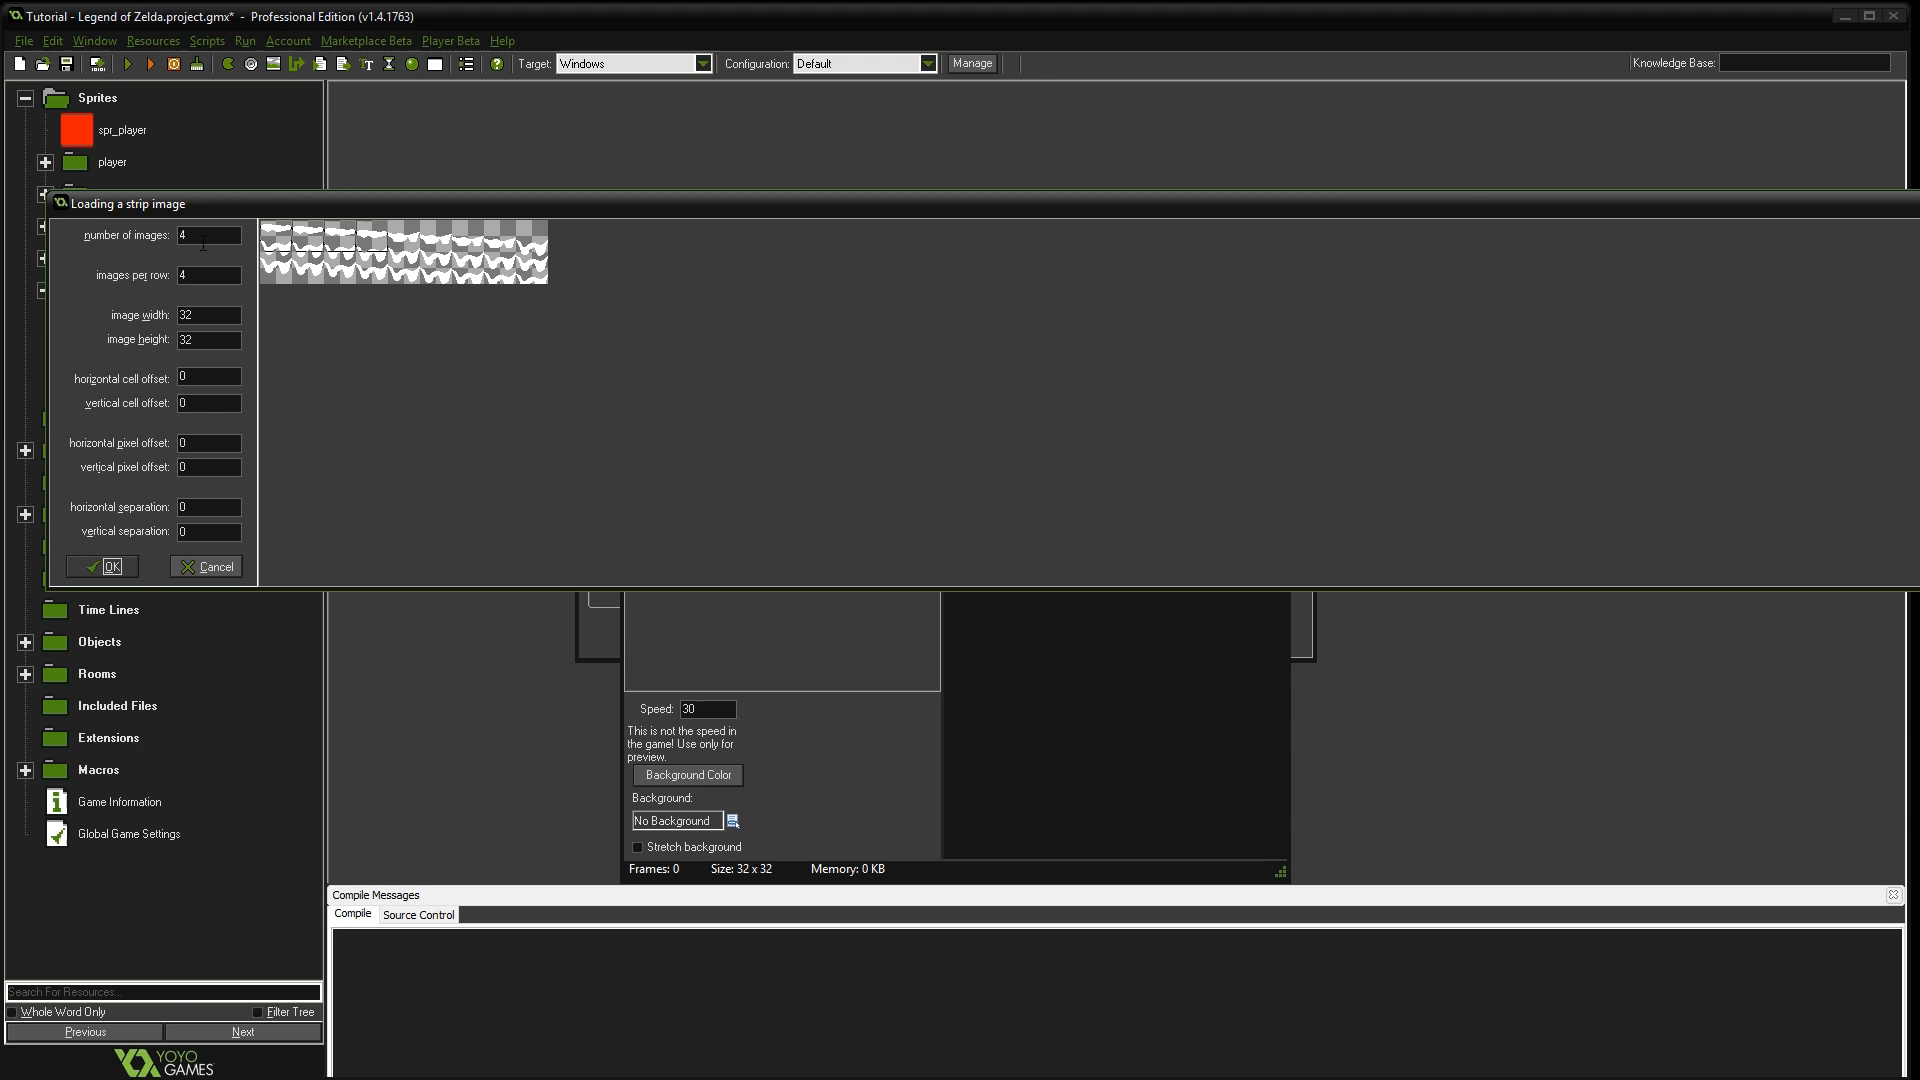 Tutorial - Legend of Zelda.project.gmx* - Professional Edition (v1.4.1763)
File Edit Window Resources Scripts Run Account Marketplace Beta Player Beta Help
Target: Windows Configuration: Default Manage Knowledge Base:
Sprites
spr_player
player
Loading a strip image
number of images: 4
images per row: 4
image width: 32
image height: 32
horizontal cell offset: 0
vertical cell offset: 0
horizontal pixel offset: 0
vertical pixel offset: 0
horizontal separation: 0
vertical separation: 0
OK Cancel
Time Lines
Objects
Rooms
Included Files
Extensions
Macros
Game Information
Global Game Settings
Speed: 30
This is not the speed in
the game! Use only for
preview.
Background Color
Background:
No Background
Stretch background
Frames: 0 Size: 32 x 32 Memory: 0 KB
Compile Messages
Compile Source Control
Search For Resources...
Whole Word Only Filter Tree
Previous Next
YOYO
GAMES